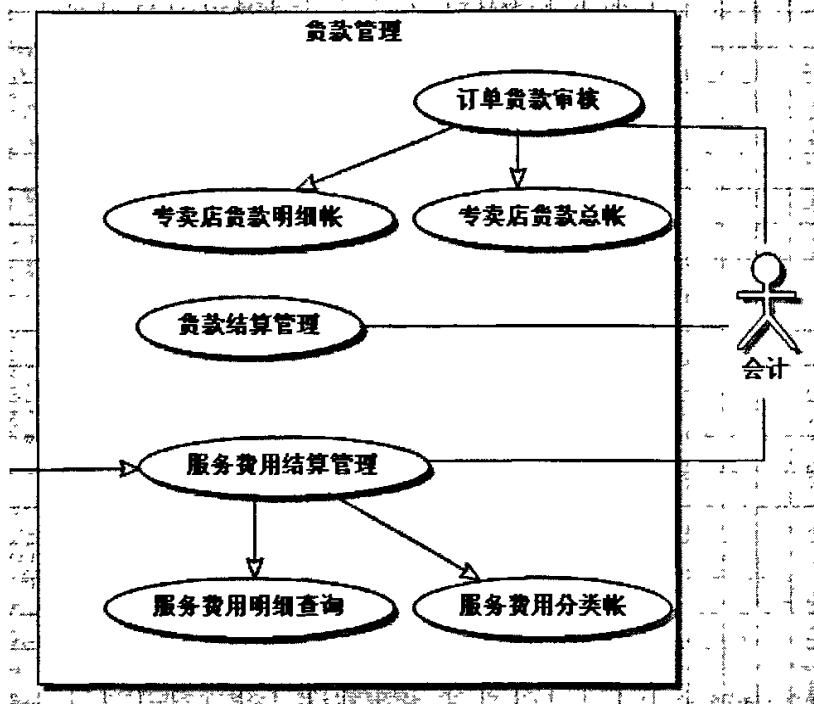 货款管理
订单货款审核
专卖店货款明细帐
专卖店货款总帐
货款结算管理
会计
服务费用结算管理
服务费用明细查询
服务费用分类帐